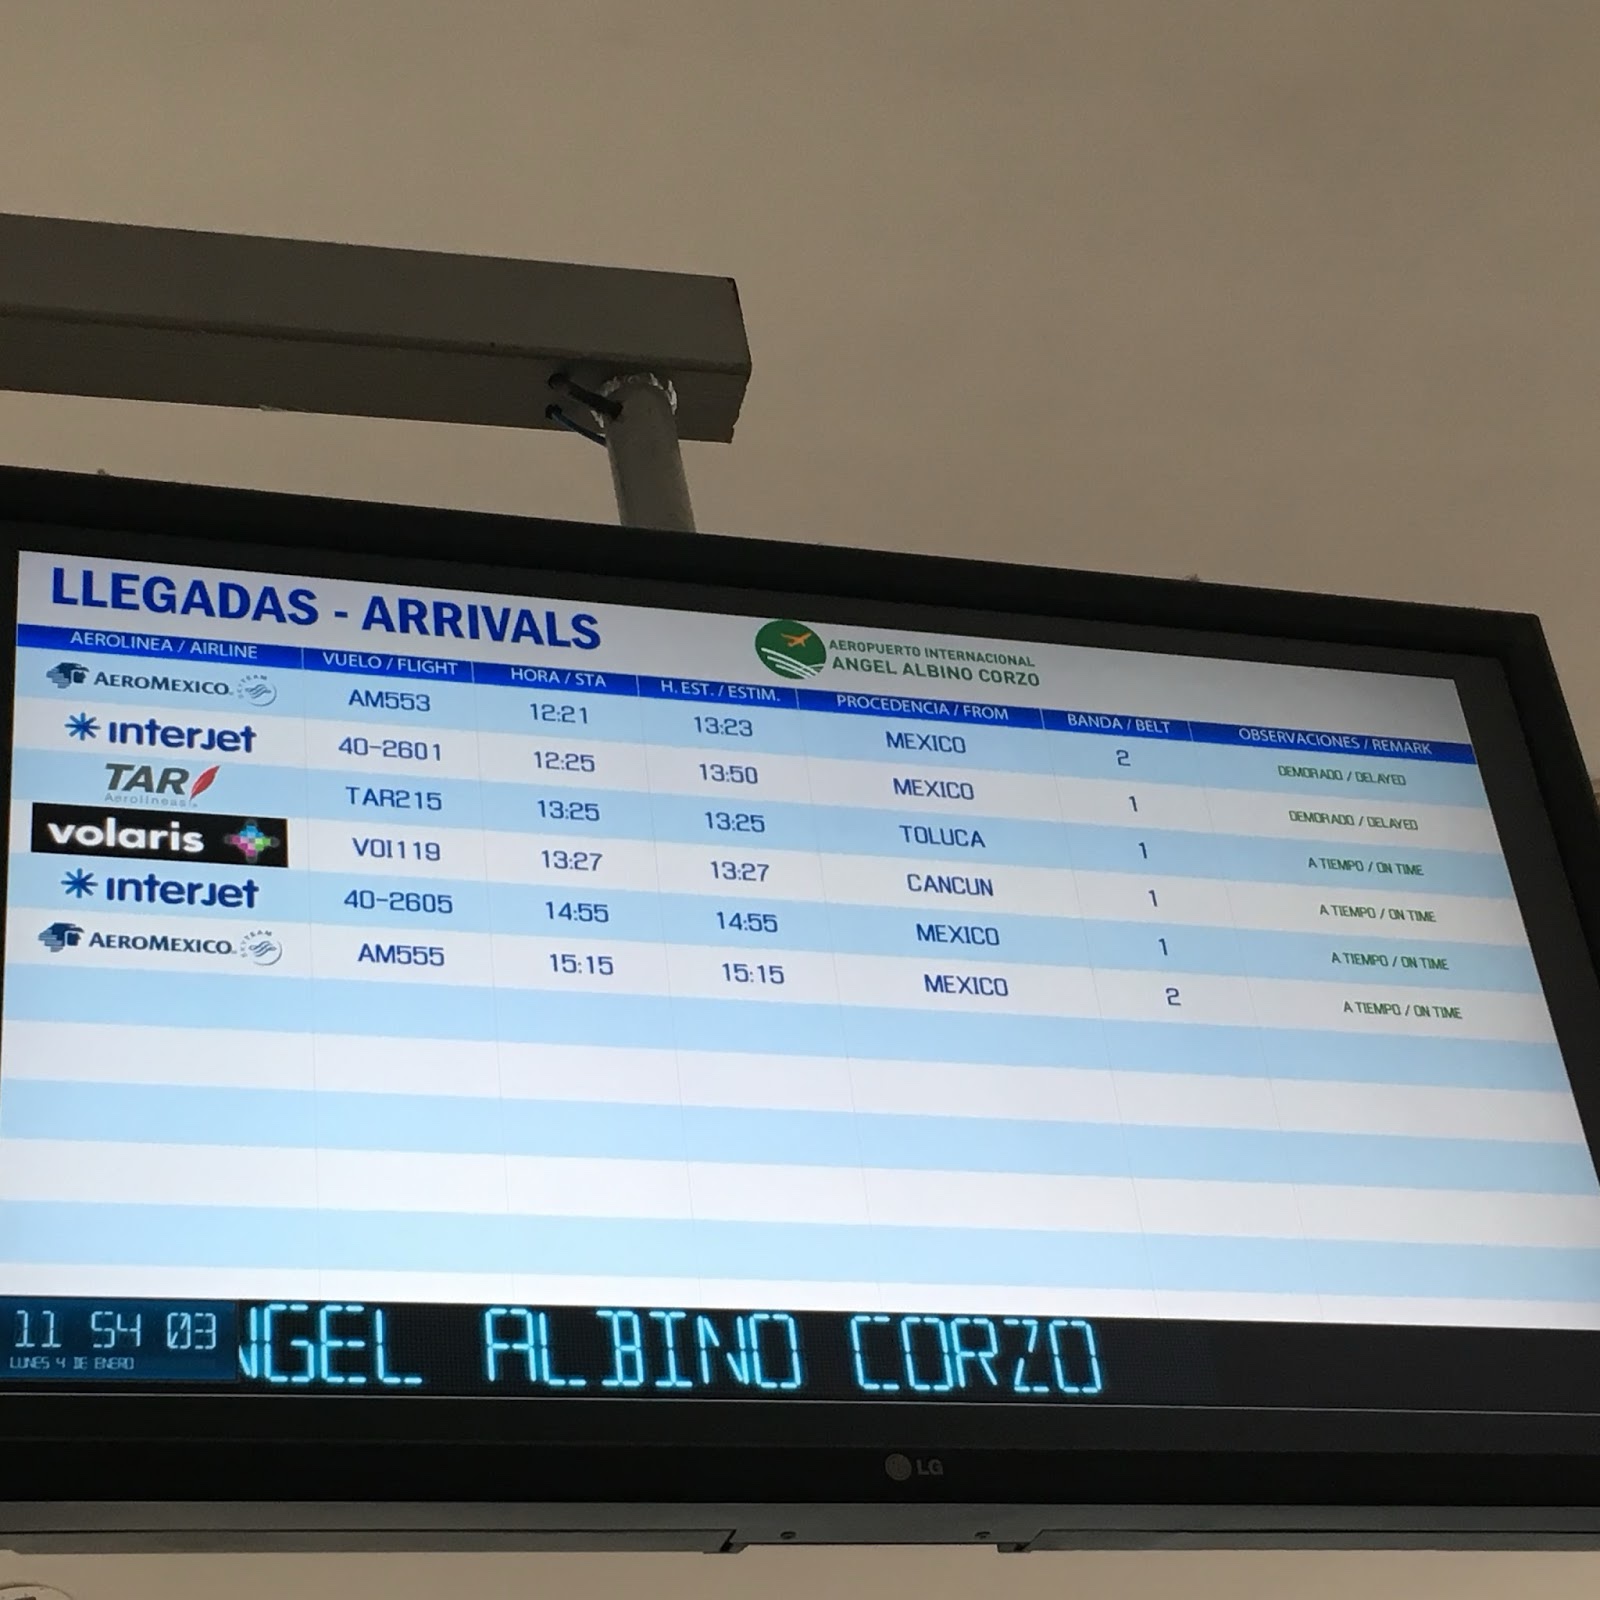 LLEGADAS - ARRIVALS
AEROPUERTO INTERNACIONAL
ANGEL ALBINO CORZO
AEROLINEA / AIRLINE VUELO / FLIGHT HORA / STA H. EST. / ESTIM. PROCEDENCIA / FROM BANDA / BELT OBSERVACIONES / REMARK
AEROMEXICO. SKYTEAM AM553 12:21 13:23 MEXICO 2 DEMORADO / DELAYED
interjet 40-2601 12:25 13:50 MEXICO 1 DEMORADO / DELAYED
TAR Aerolineas TAR215 13:25 13:25 TOLUCA 1 A TIEMPO / ON TIME
volaris VOI119 13:27 13:27 CANCUN 1 A TIEMPO / ON TIME
interjet 40-2605 14:55 14:55 MEXICO 1 A TIEMPO / ON TIME
AEROMEXICO. SKYTEAM AM555 15:15 15:15 MEXICO 2 A TIEMPO / ON TIME
11 54 03
LUNES 4 DE ENERO
NGEL ALBINO CORZO
LG